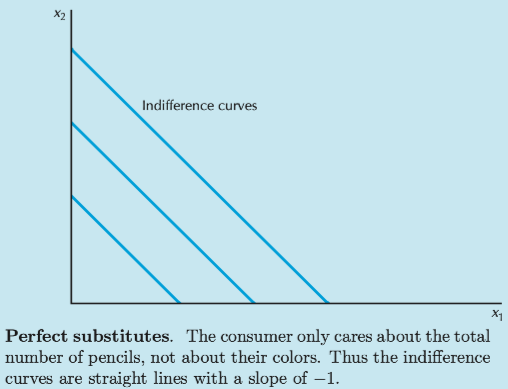 x2
Indifference curves
x1
Perfect substitutes. The consumer only cares about the total
number of pencils, not about their colors. Thus the indifference
curves are straight lines with a slope of −1.